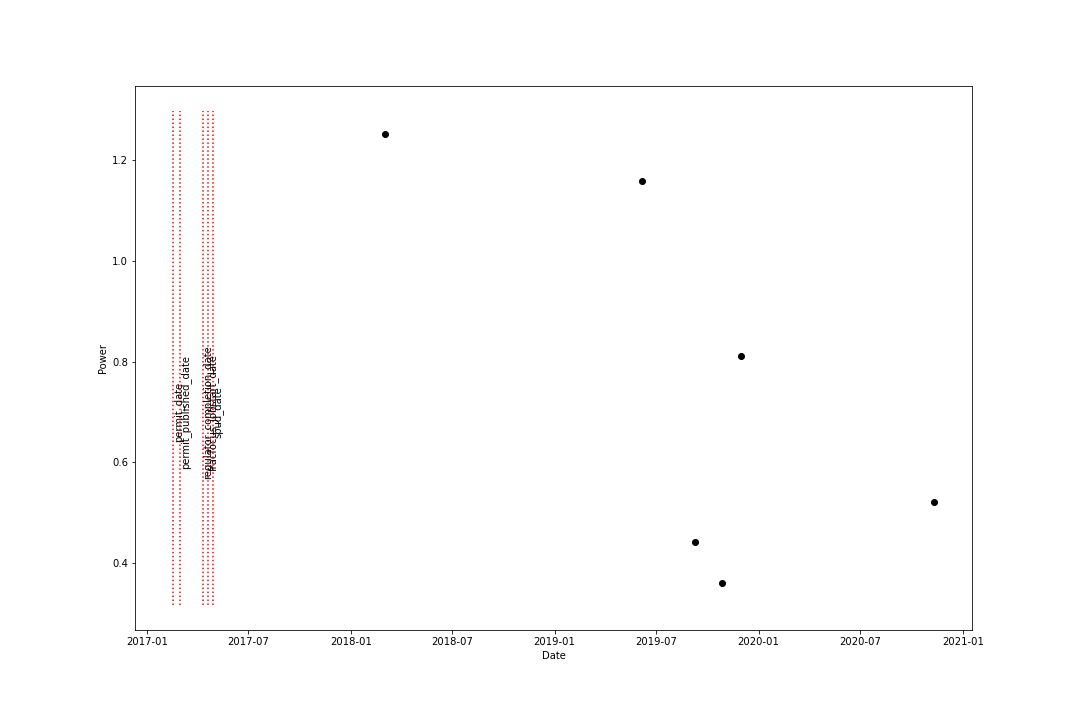 1.2
1.0
0.8
0.6
0.4
Power
permit_date
permit_published_date
regulator_completion_date
spud_date
2017-01
2017-07
2018-01
2018-07
2019-01
2019-07
2020-01
2020-07
2021-01
Date